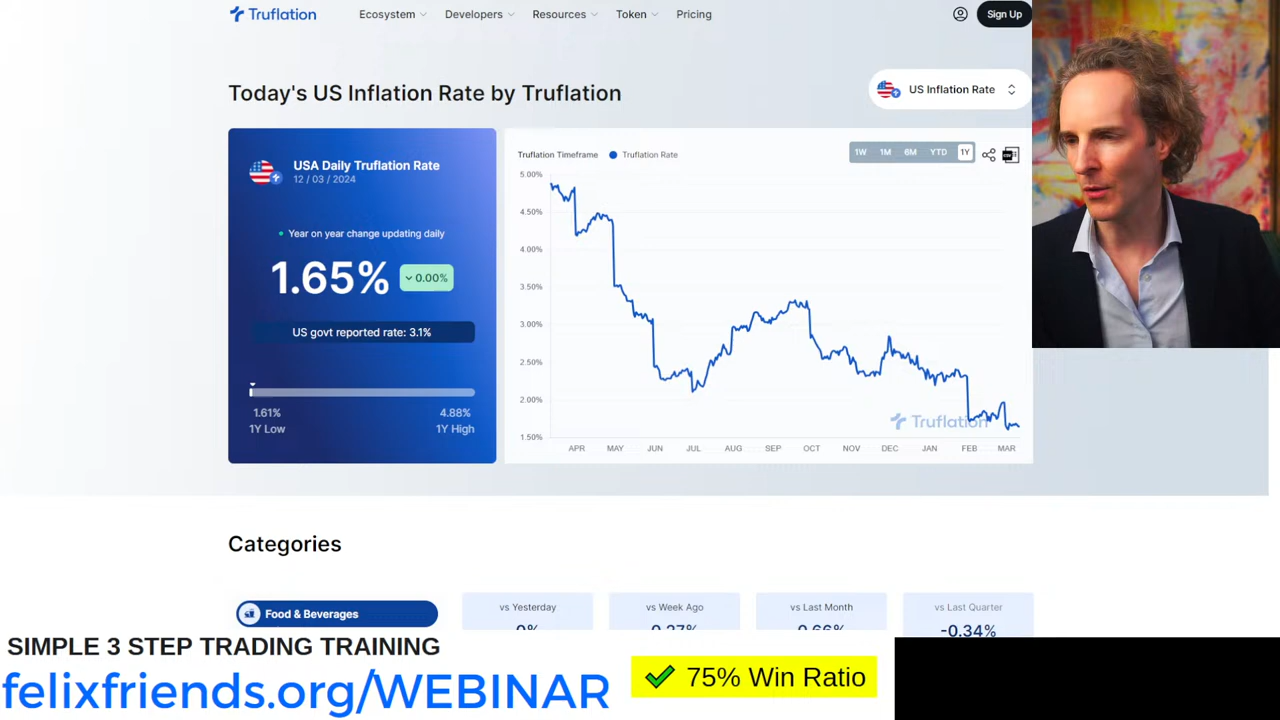 Truflation
Ecosystem
Developers
Resources
Token
Pricing
Sign Up
Today's US Inflation Rate by Truflation
US Inflation Rate
USA Daily Truflation Rate
12 / 03 / 2024
Year on year change updating daily
1.65%
0.00%
US govt reported rate: 3.1%
1.61%
4.88%
1Y Low
1Y High
Truflation Timeframe
Truflation Rate
1W
1M
6M
YTD
1Y
5.00%
4.50%
4.00%
3.50%
3.00%
2.50%
2.00%
1.50%
Truflation
APR
MAY
JUN
JUL
AUG
SEP
OCT
NOV
DEC
JAN
FEB
MAR
Categories
Food & Beverages
vs Yesterday
vs Week Ago
vs Last Month
vs Last Quarter
0%
0.27%
0.66%
-0.34%
SIMPLE 3 STEP TRADING TRAINING
felixfriends.org/WEBINAR
75% Win Ratio